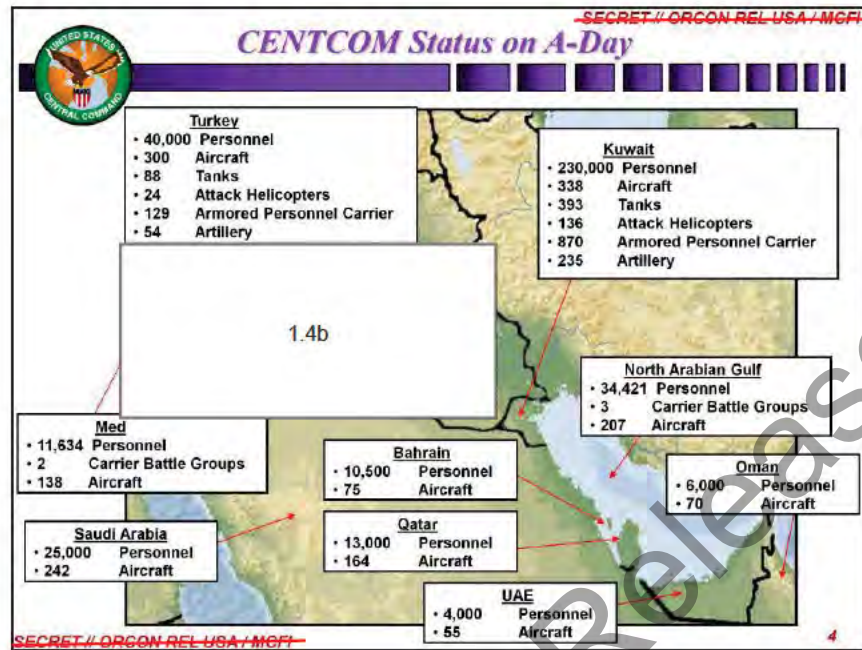 SECRET // ORCON REL USA / MCFI
CENTCOM Status on A-Day
UNITED STATES
CENTRAL COMMAND
Turkey
• 40,000 Personnel
• 300 Aircraft
• 88 Tanks
• 24 Attack Helicopters
• 129 Armored Personnel Carrier
• 54 Artillery
Kuwait
• 230,000 Personnel
• 338 Aircraft
• 393 Tanks
• 136 Attack Helicopters
• 870 Armored Personnel Carrier
• 235 Artillery
1.4b
North Arabian Gulf
• 34,421 Personnel
• 3 Carrier Battle Groups
• 207 Aircraft
Med
• 11,634 Personnel
• 2 Carrier Battle Groups
• 138 Aircraft
Bahrain
• 10,500 Personnel
• 75 Aircraft
Oman
• 6,000 Personnel
• 70 Aircraft
Saudi Arabia
• 25,000 Personnel
• 242 Aircraft
Qatar
• 13,000 Personnel
• 164 Aircraft
UAE
• 4,000 Personnel
• 55 Aircraft
SECRET // ORCON REL USA / MCFI
4
Release